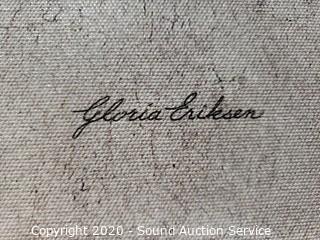 Gloria Eriksen
Copyright 2020 - Sound Auction Service